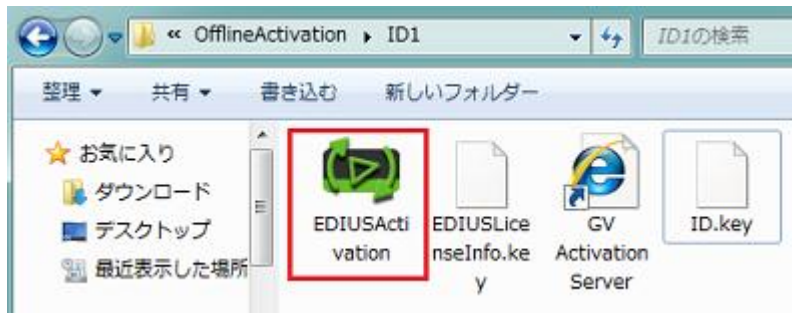 « OfflineActivation ▸ ID1
ID1の検索
整理 ▼ 共有 ▼ 書き込む 新しいフォルダー
お気に入り
ダウンロード
デスクトップ
最近表示した場所
EDIUSActi
vation
EDIUSLice
nseInfo.ke
y
GV
Activation
Server
ID.key